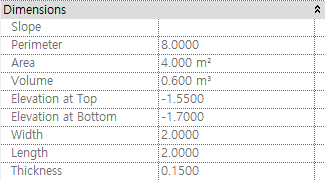 Dimensions
Slope
Perimeter 8.0000
Area 4.000 m²
Volume 0.600 m³
Elevation at Top -1.5500
Elevation at Bottom -1.7000
Width 2.0000
Length 2.0000
Thickness 0.1500